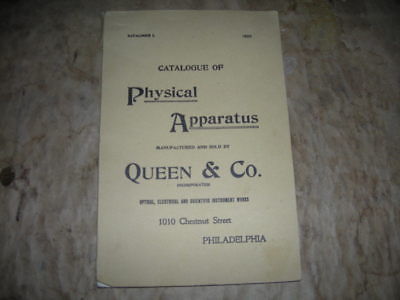 CATALOGUE OF
Physical
Apparatus
MANUFACTURED AND SOLD BY
QUEEN & CO.
INCORPORATED
OPTICAL, ELECTRICAL AND SCIENTIFIC INSTRUMENT WORKS
1010 Chestnut Street
PHILADELPHIA